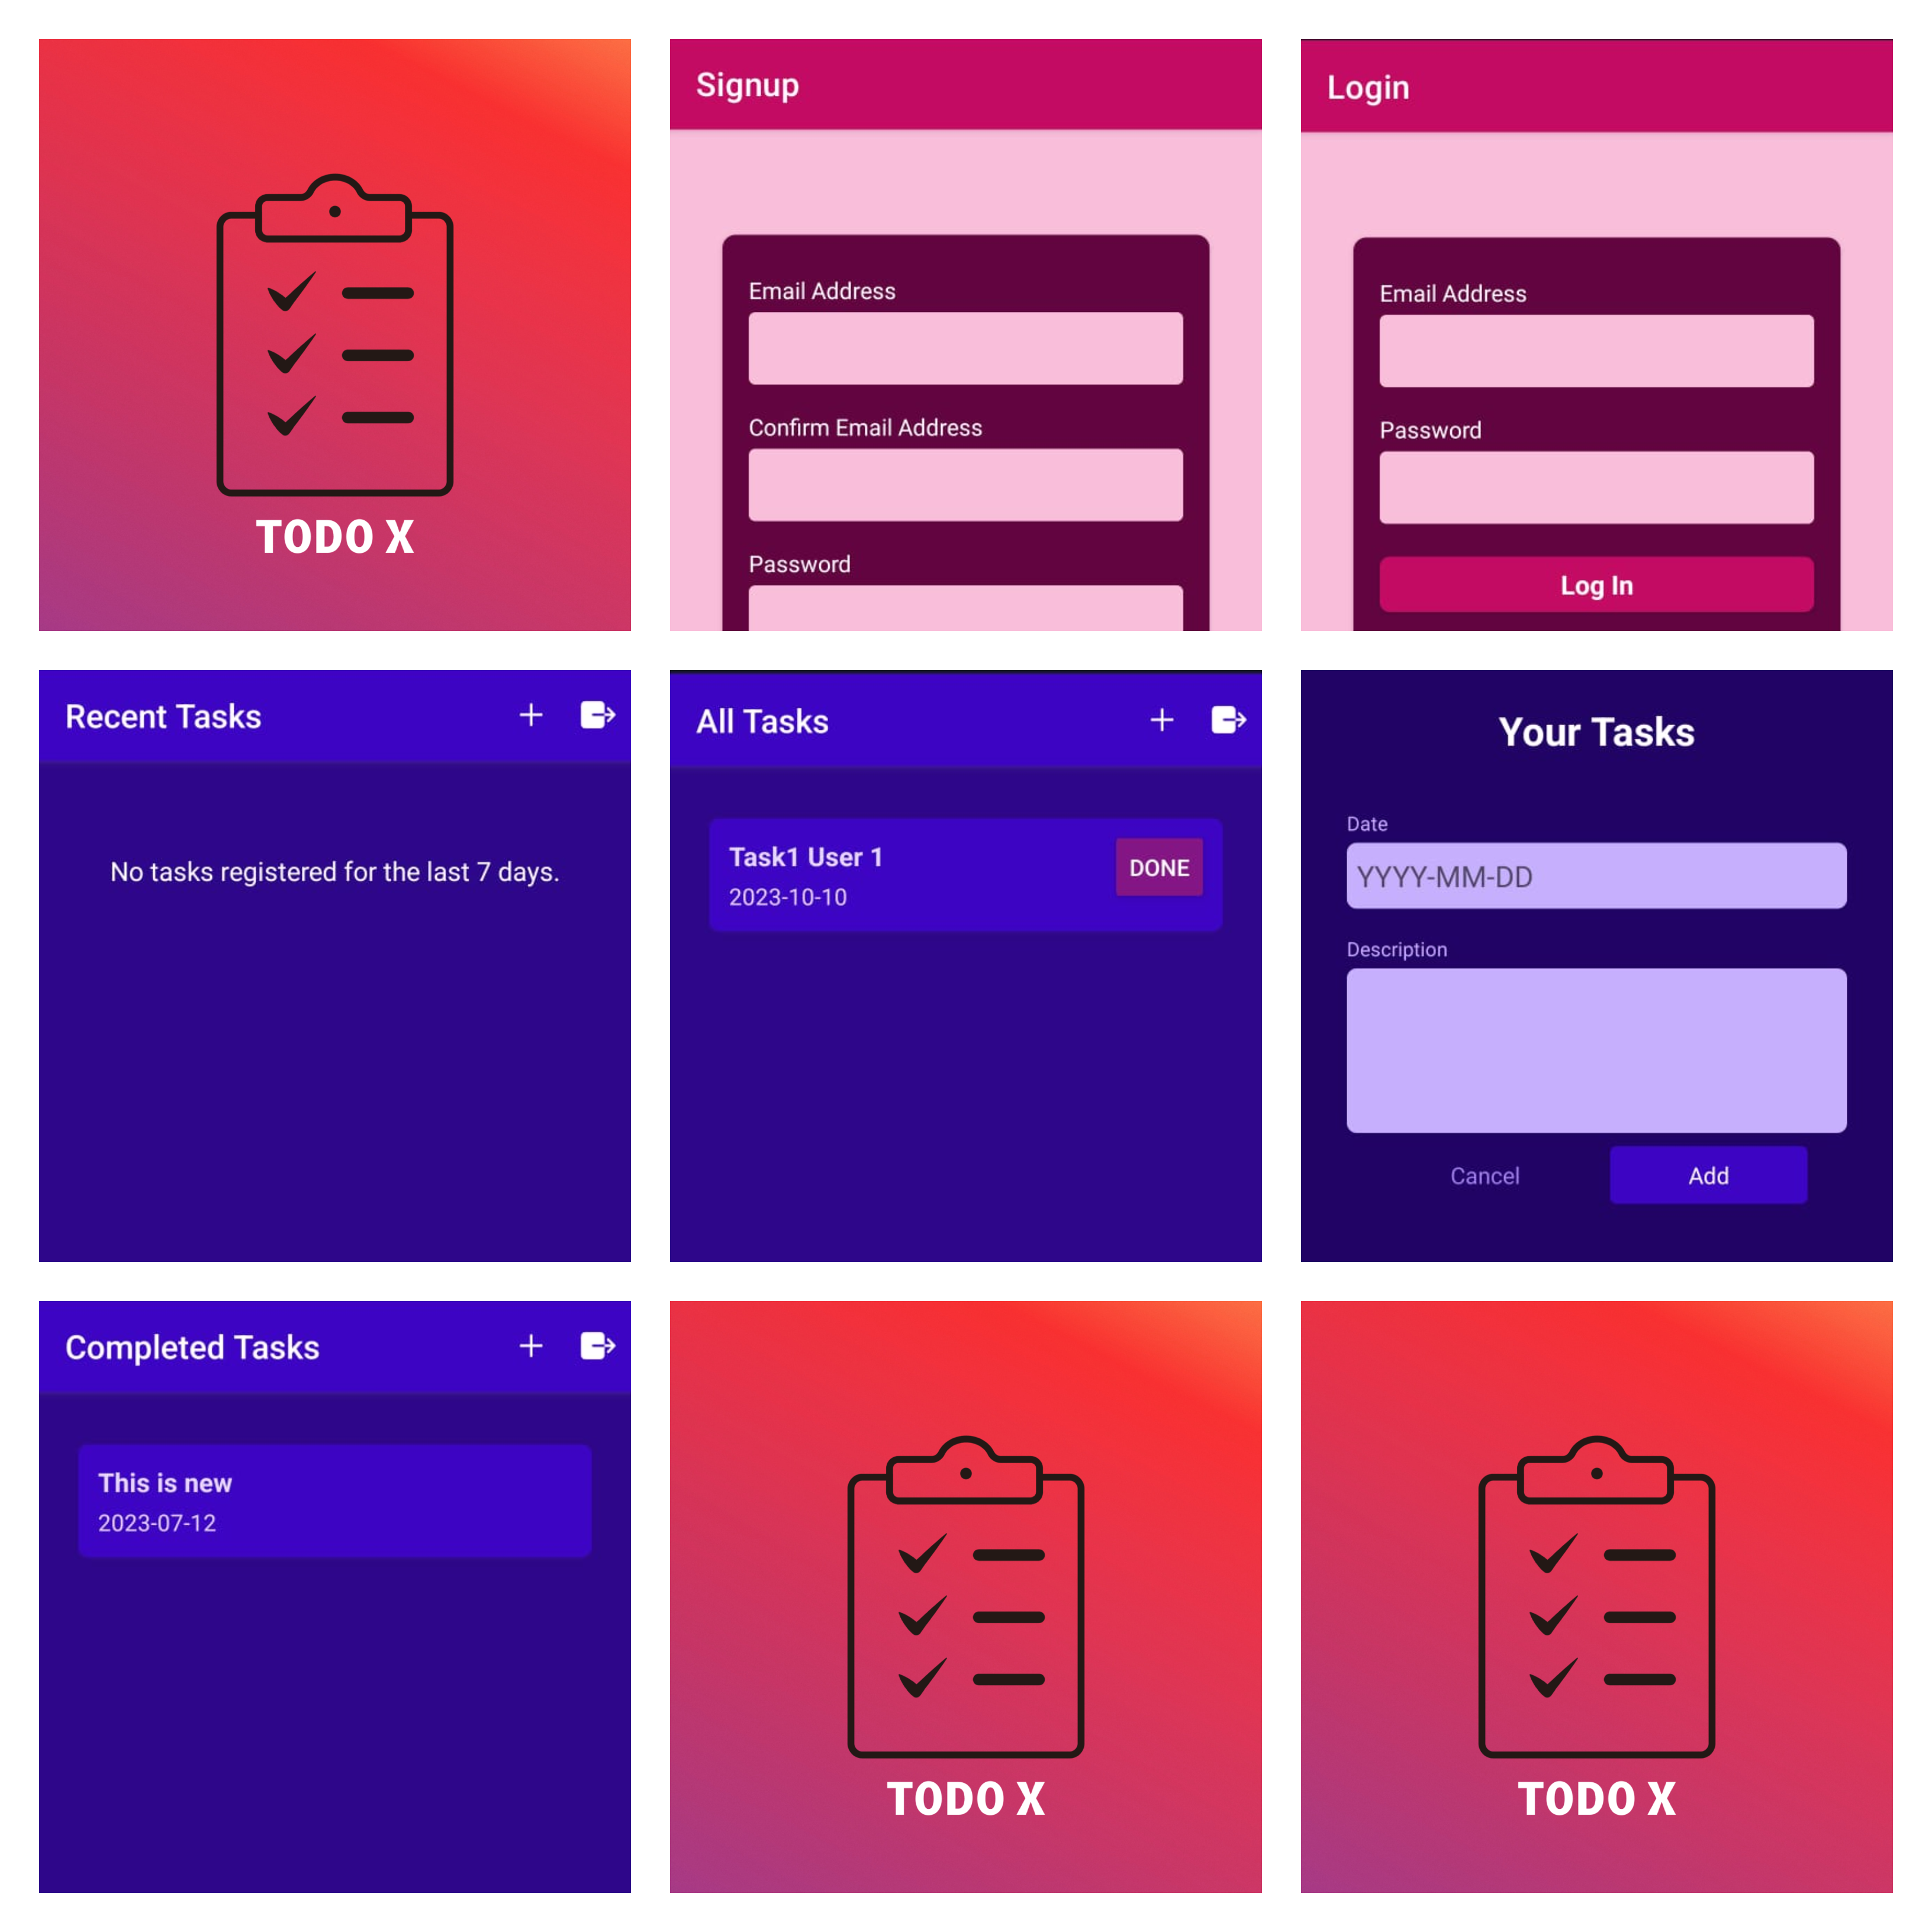 TODO X
Signup
Email Address
Confirm Email Address
Password
Login
Email Address
Password
Log In
Recent Tasks
No tasks registered for the last 7 days.
All Tasks
Task1 User 1
2023-10-10
DONE
Your Tasks
Date
YYYY-MM-DD
Description
Cancel
Add
Completed Tasks
This is new
2023-07-12
TODO X
TODO X